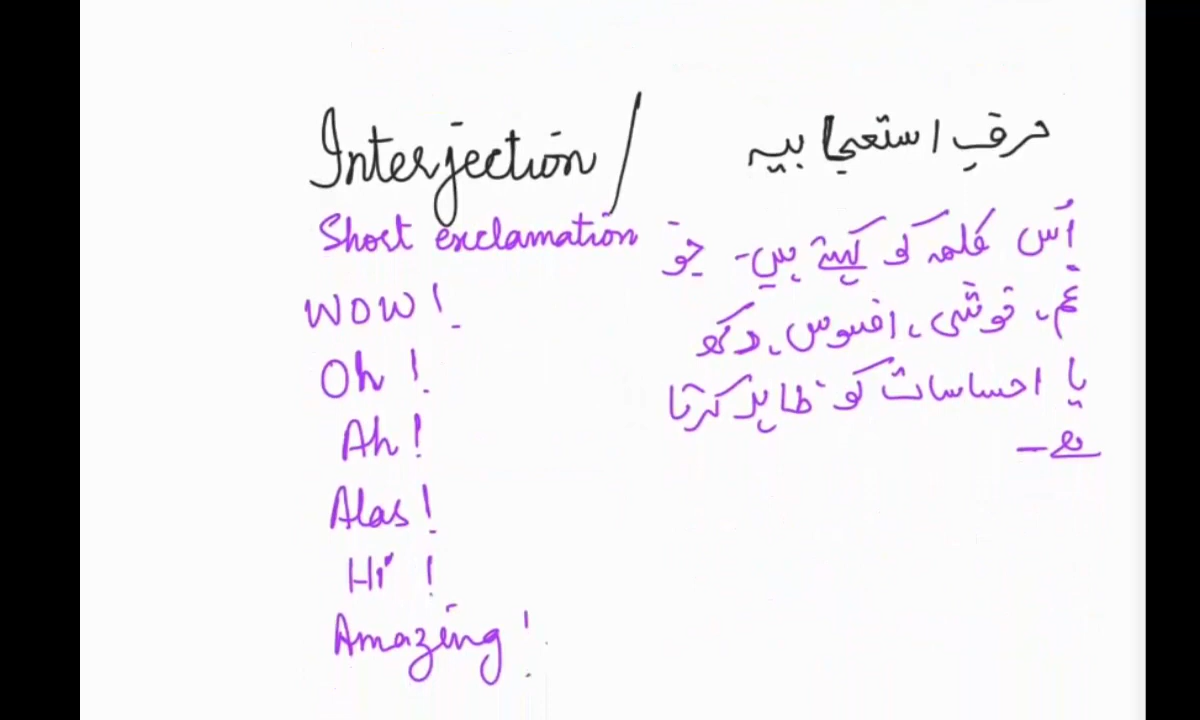 Interjection / حرفِ استعجابیہ
Short exclamation
WOW!
Oh!
Ah!
Alas!
Hi!
Amazing!
اُس کلمہ کو کہتے ہیں۔ جو
غم، خوشی، افسوس، دکھ
یا احساسات کو ظاہر کرتا
ہے۔